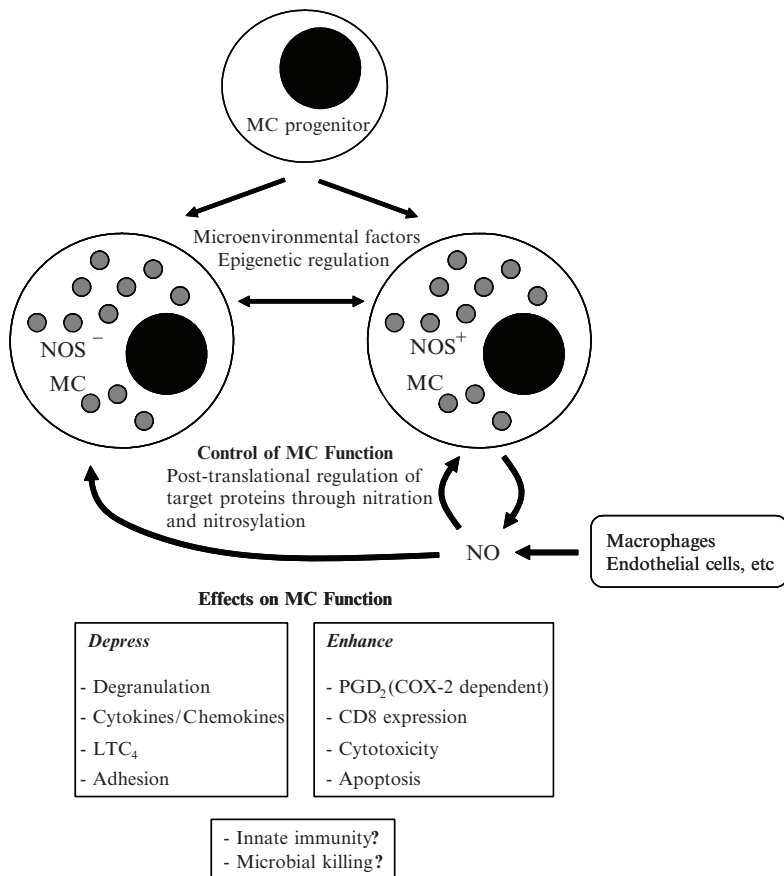 MC progenitor
Microenvironmental factors
Epigenetic regulation
NOS⁻
MC
NOS⁺
MC
Control of MC Function
Post-translational regulation of
target proteins through nitration
and nitrosylation
NO
Macrophages
Endothelial cells, etc
Effects on MC Function
Depress
- Degranulation
- Cytokines/Chemokines
- LTC₄
- Adhesion
Enhance
- PGD₂(COX-2 dependent)
- CD8 expression
- Cytotoxicity
- Apoptosis
- Innate immunity?
- Microbial killing?